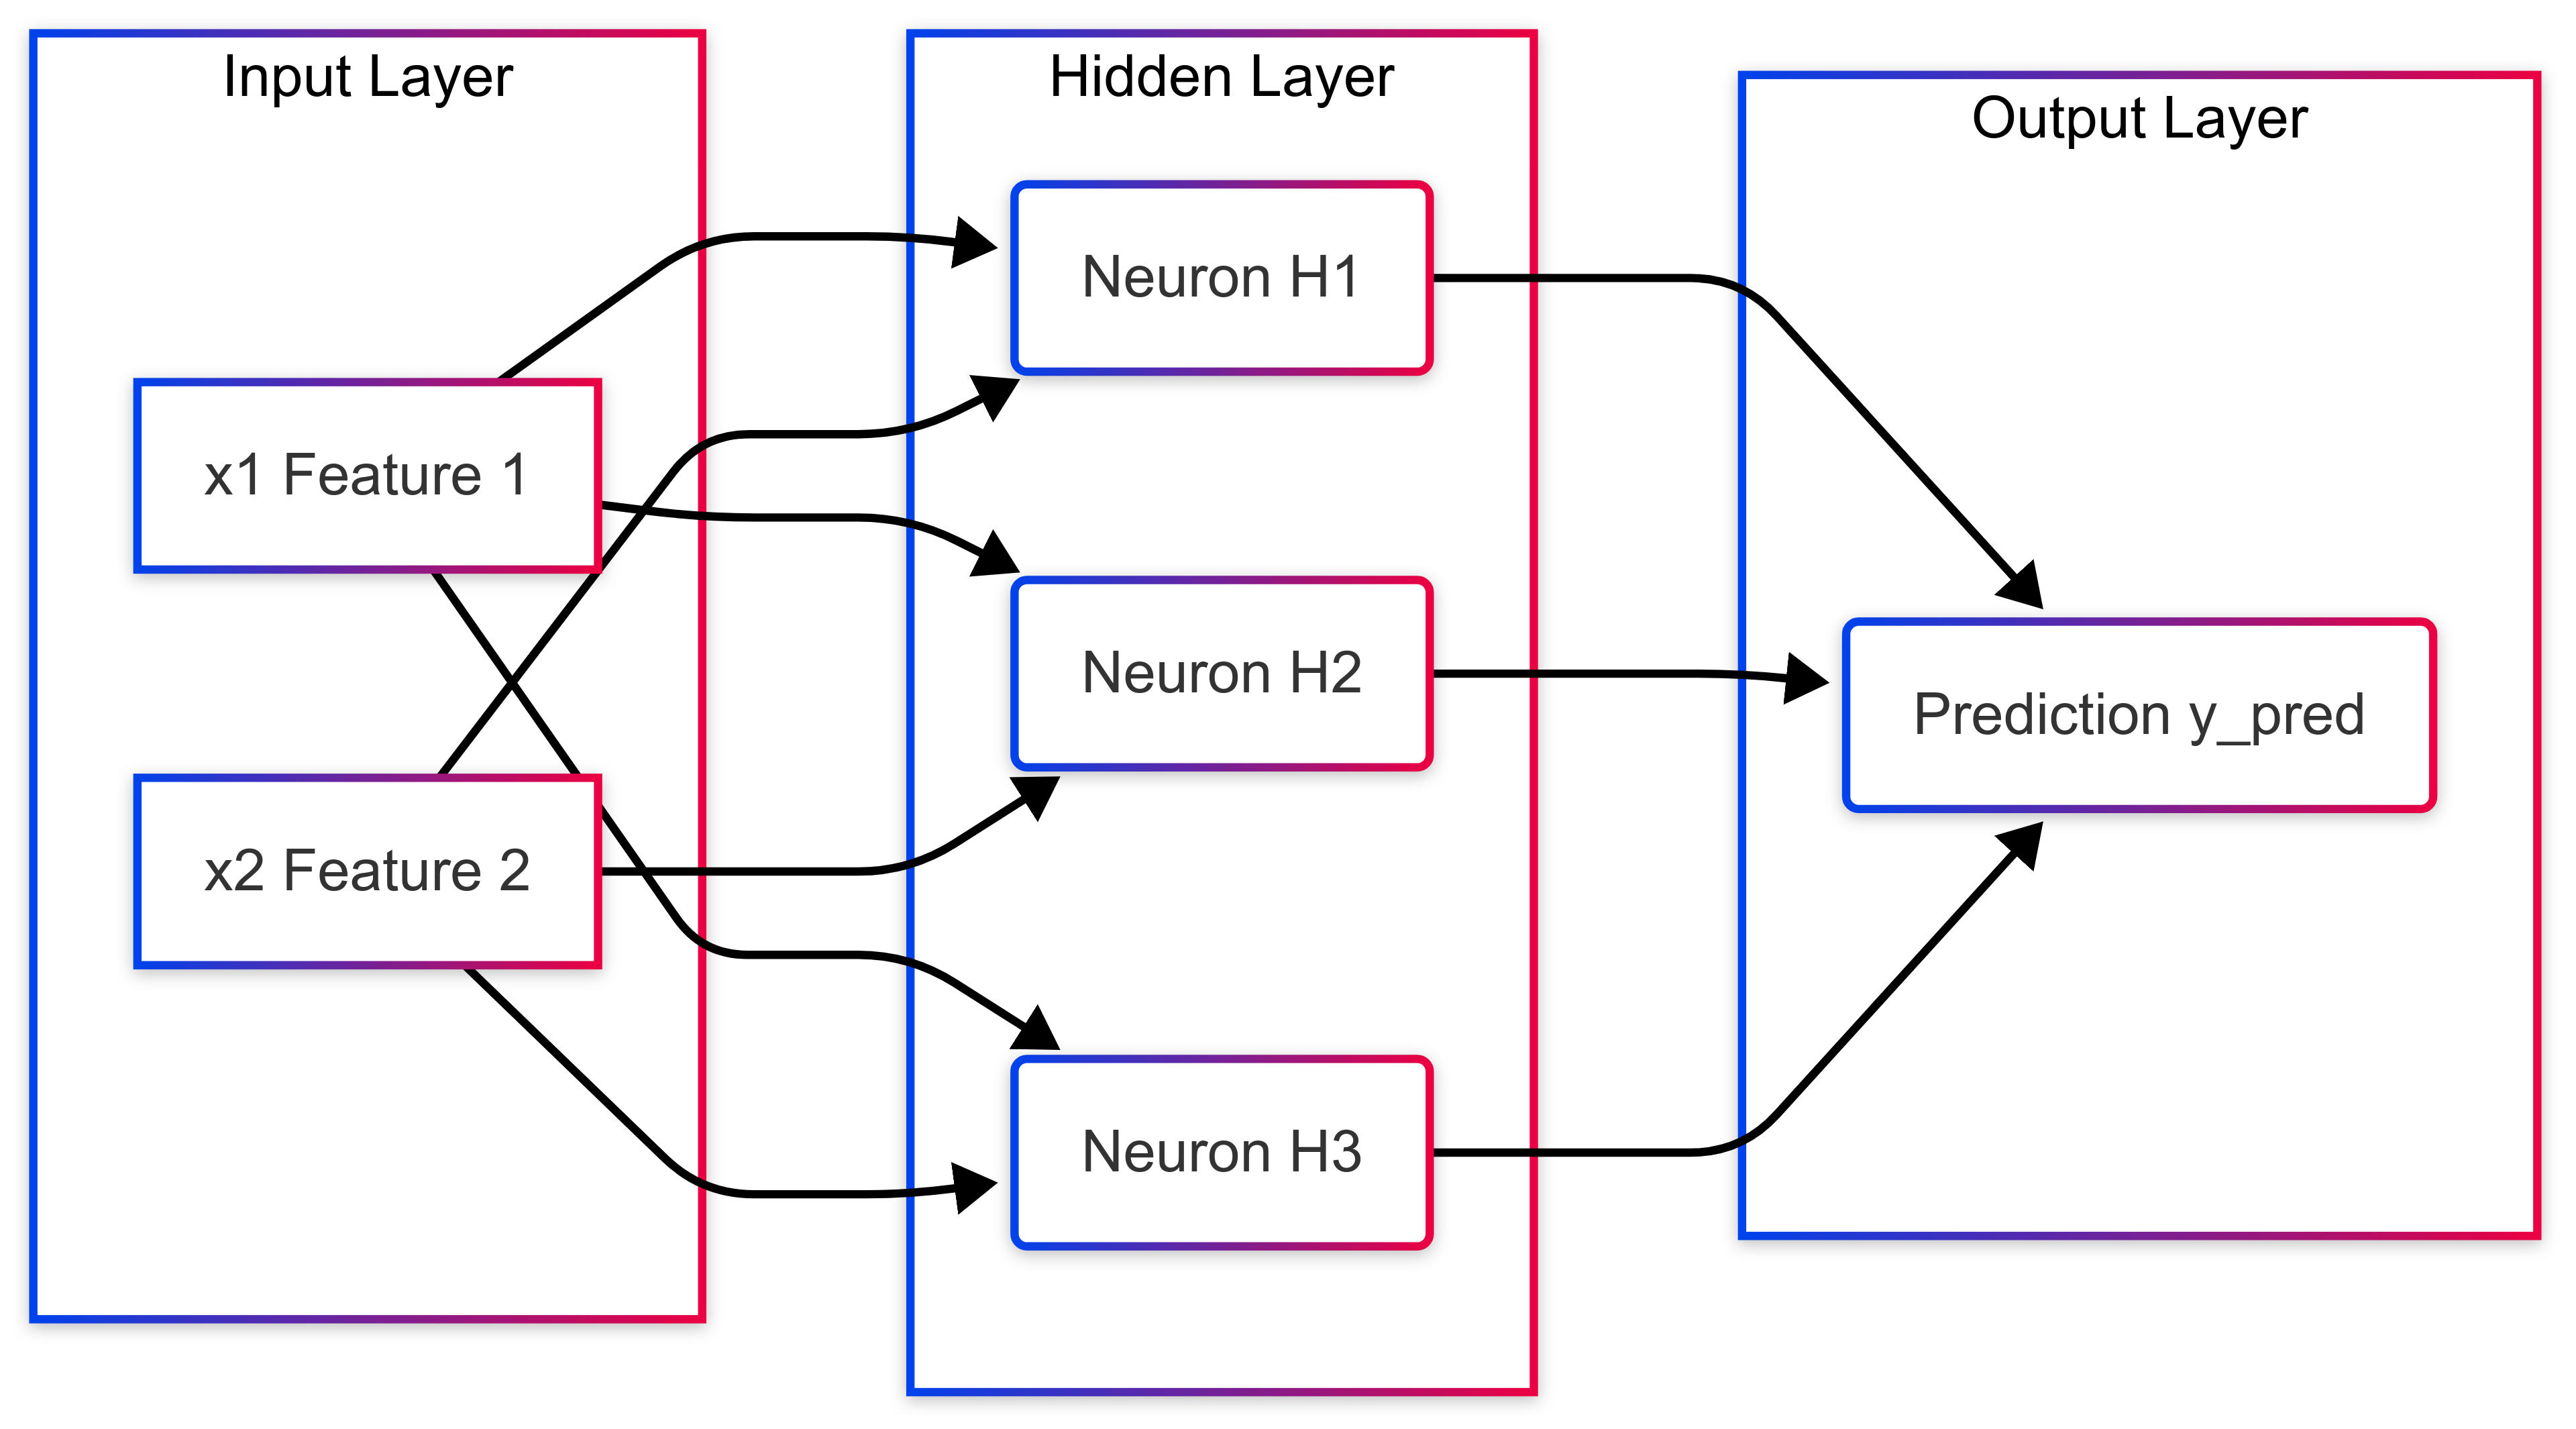 Input Layer
x1 Feature 1
x2 Feature 2
Hidden Layer
Neuron H1
Neuron H2
Neuron H3
Output Layer
Prediction y_pred